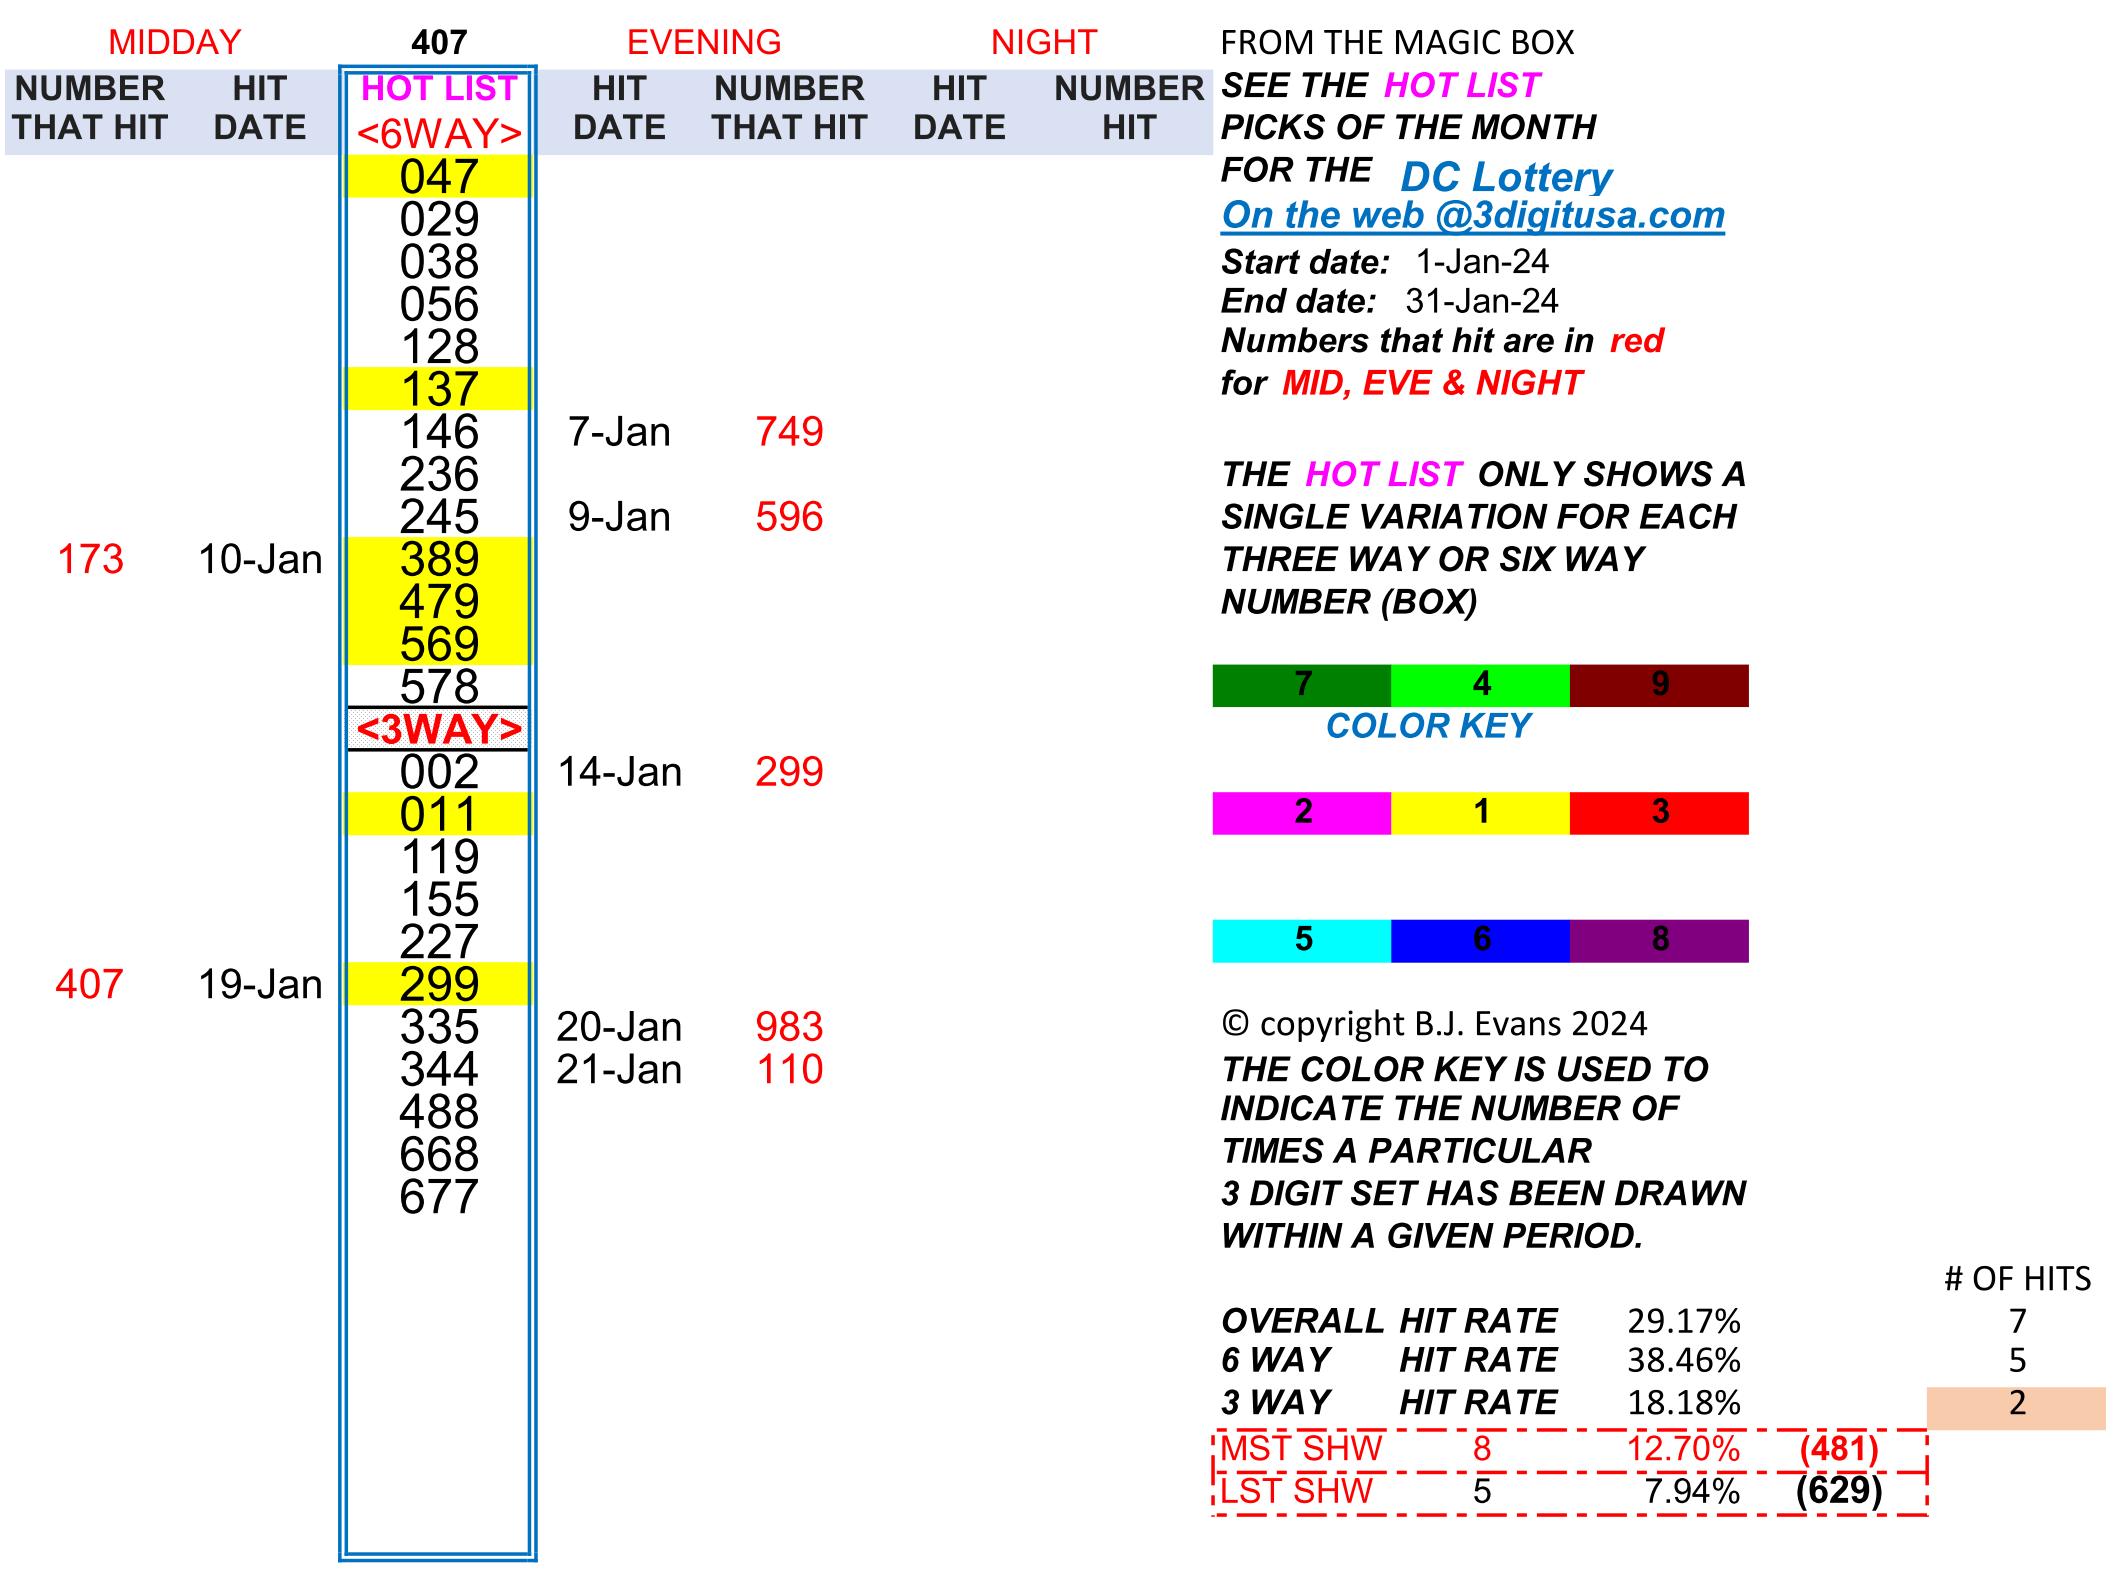 MIDDAY 407 EVENING NIGHT FROM THE MAGIC BOX
NUMBER HIT HOT LIST HIT NUMBER HIT NUMBER SEE THE HOT LIST
THAT HIT DATE <6WAY> DATE THAT HIT DATE HIT PICKS OF THE MONTH
047 FOR THE DC Lottery
029 On the web @3digitusa.com
038 Start date: 1-Jan-24
056 End date: 31-Jan-24
128 Numbers that hit are in red
137 for MID, EVE & NIGHT
146 7-Jan 749
236 THE HOT LIST ONLY SHOWS A
245 9-Jan 596 SINGLE VARIATION FOR EACH
173 10-Jan 389 THREE WAY OR SIX WAY
479 NUMBER (BOX)
569
578 7 4 9
<3WAY> COLOR KEY
002 14-Jan 299
011 2 1 3
119
155
227 5 6 8
407 19-Jan 299
335 20-Jan 983 © copyright B.J. Evans 2024
344 21-Jan 110 THE COLOR KEY IS USED TO
488 INDICATE THE NUMBER OF
668 TIMES A PARTICULAR
677 3 DIGIT SET HAS BEEN DRAWN
WITHIN A GIVEN PERIOD.
# OF HITS
OVERALL HIT RATE 29.17% 7
6 WAY HIT RATE 38.46% 5
3 WAY HIT RATE 18.18% 2
MST SHW 8 12.70% (481)
LST SHW 5 7.94% (629)